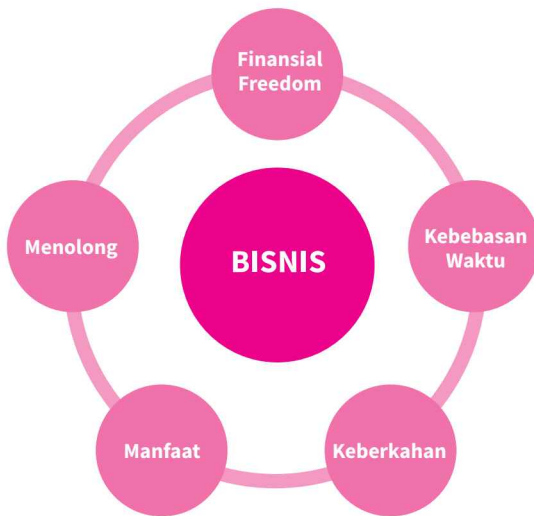 Finansial
Freedom
Kebebasan
Waktu
Keberkahan
Manfaat
Menolong
BISNIS